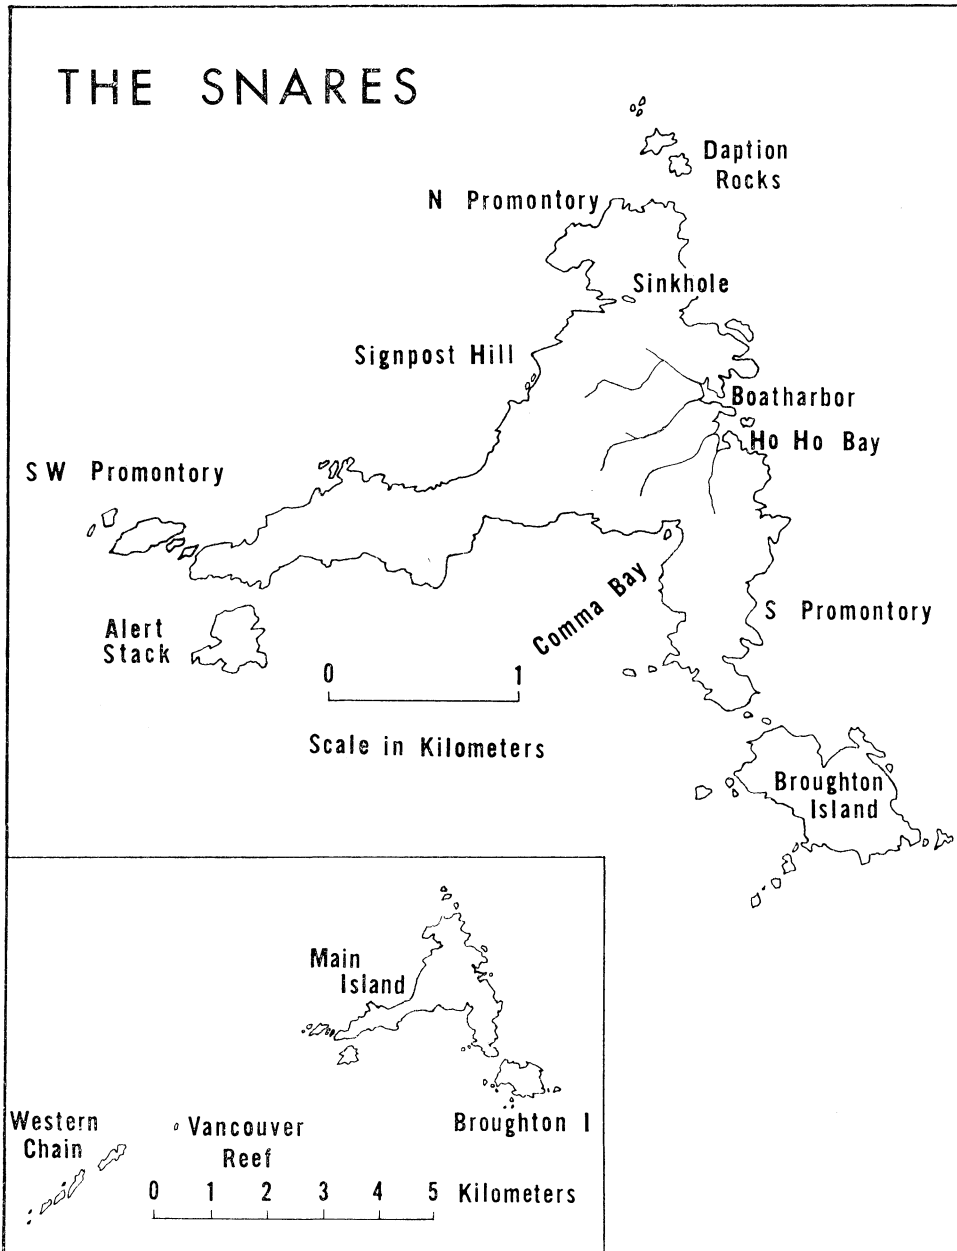 THE SNARES
Daption
Rocks
N Promontory
Sinkhole
Signpost Hill
Boatharbor
Ho Ho Bay
SW Promontory
Comma Bay
S Promontory
Alert
Stack
0 1
Scale in Kilometers
Broughton
Island
Main
Island
Western
Chain
Vancouver
Reef
Broughton I
0 1 2 3 4 5 Kilometers